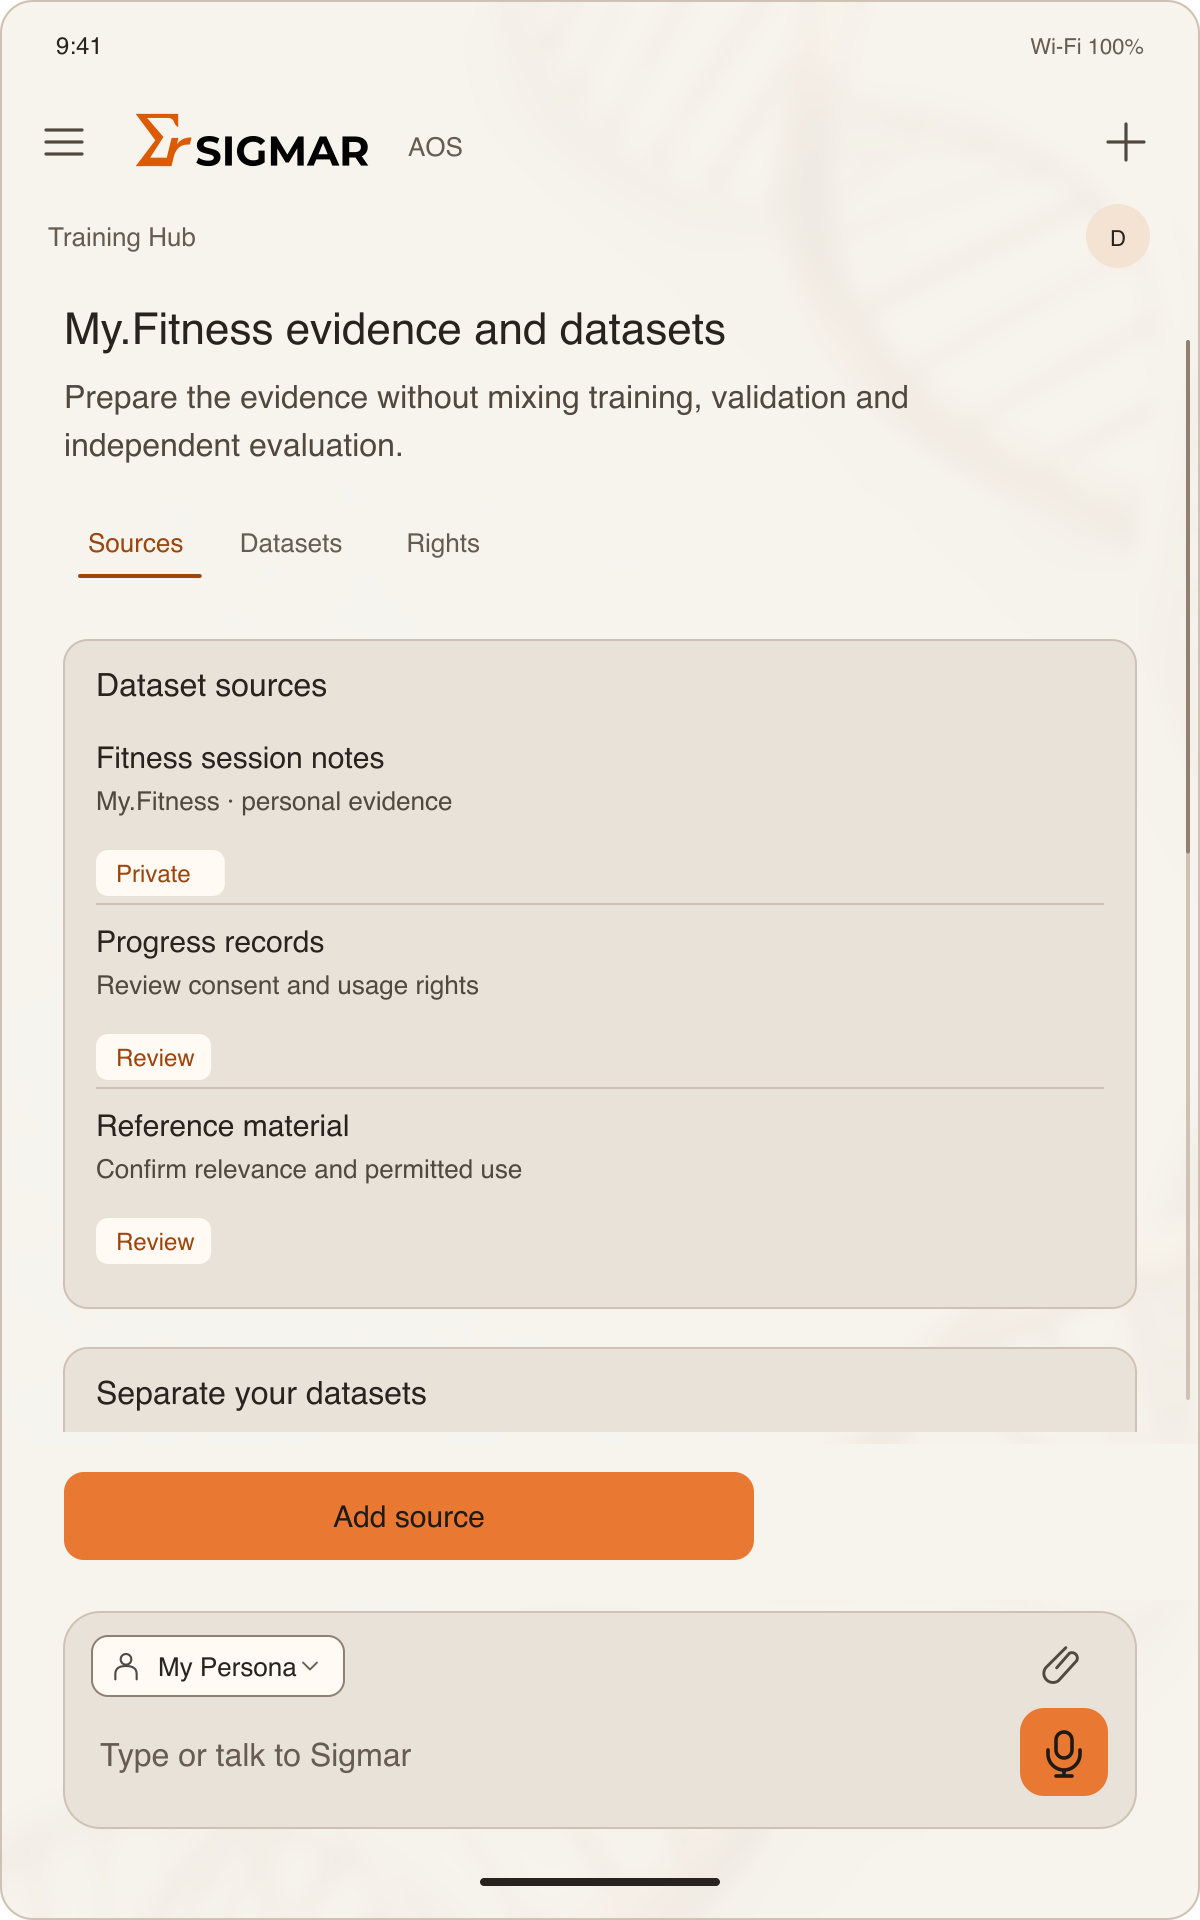 9:41
Wi-Fi 100%
Σr SIGMAR AOS
Training Hub
D
My.Fitness evidence and datasets
Prepare the evidence without mixing training, validation and
independent evaluation.
Sources Datasets Rights
Dataset sources
Fitness session notes
My.Fitness · personal evidence
Private
Progress records
Review consent and usage rights
Review
Reference material
Confirm relevance and permitted use
Review
Separate your datasets
Add source
My Persona
Type or talk to Sigmar